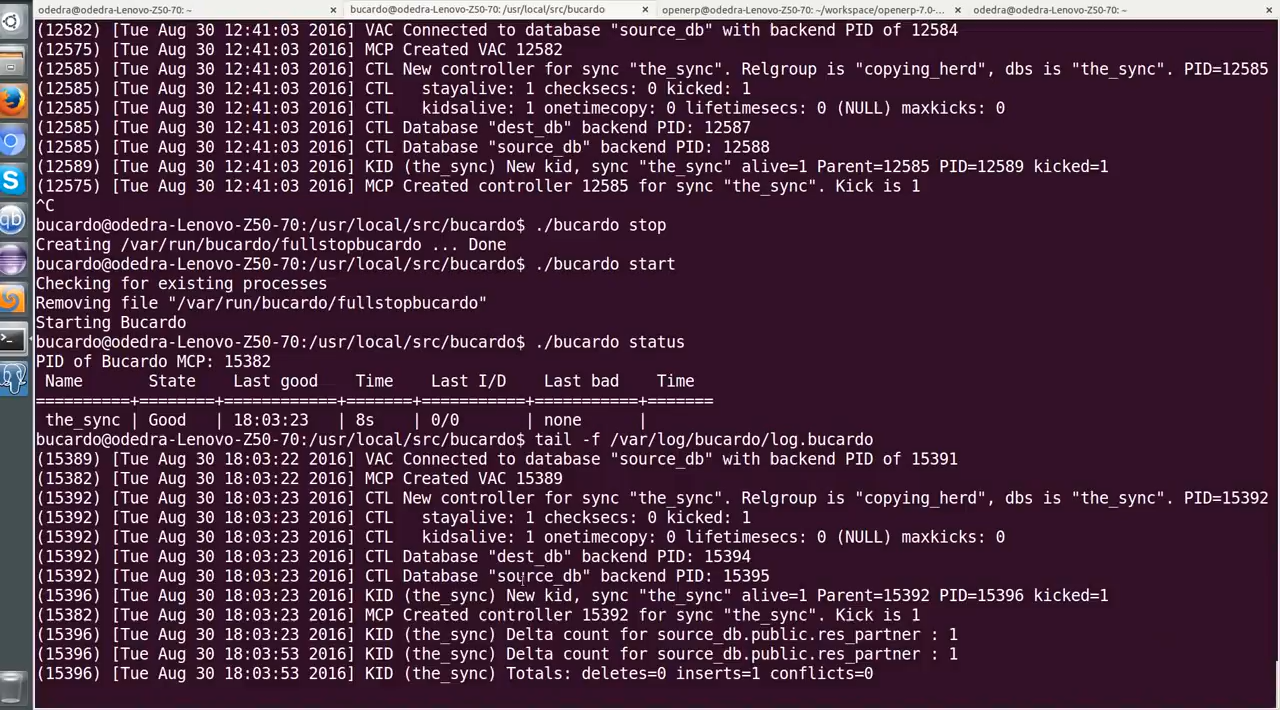 odedra@odedra-Lenovo-Z50-70: ~
bucardo@odedra-Lenovo-Z50-70: /usr/local/src/bucardo
openerp@odedra-Lenovo-Z50-70: ~/workspace/openerp-7.0-...
odedra@odedra-Lenovo-Z50-70: ~
(12582) [Tue Aug 30 12:41:03 2016] VAC Connected to database "source_db" with backend PID of 12584
(12575) [Tue Aug 30 12:41:03 2016] MCP Created VAC 12582
(12585) [Tue Aug 30 12:41:03 2016] CTL New controller for sync "the_sync". Relgroup is "copying_herd", dbs is "the_sync". PID=12585
(12585) [Tue Aug 30 12:41:03 2016] CTL   stayalive: 1 checksecs: 0 kicked: 1
(12585) [Tue Aug 30 12:41:03 2016] CTL   kidsalive: 1 onetimecopy: 0 lifetimesecs: 0 (NULL) maxkicks: 0
(12585) [Tue Aug 30 12:41:03 2016] CTL Database "dest_db" backend PID: 12587
(12585) [Tue Aug 30 12:41:03 2016] CTL Database "source_db" backend PID: 12588
(12589) [Tue Aug 30 12:41:03 2016] KID (the_sync) New kid, sync "the_sync" alive=1 Parent=12585 PID=12589 kicked=1
(12575) [Tue Aug 30 12:41:03 2016] MCP Created controller 12585 for sync "the_sync". Kick is 1
^C
bucardo@odedra-Lenovo-Z50-70:/usr/local/src/bucardo$ ./bucardo stop
Creating /var/run/bucardo/fullstopbucardo ... Done
bucardo@odedra-Lenovo-Z50-70:/usr/local/src/bucardo$ ./bucardo start
Checking for existing processes
Removing file "/var/run/bucardo/fullstopbucardo"
Starting Bucardo
bucardo@odedra-Lenovo-Z50-70:/usr/local/src/bucardo$ ./bucardo status
PID of Bucardo MCP: 15382
 Name       State    Last good    Time    Last I/D    Last bad    Time
==========+========+============+=======+===========+===========+=======
 the_sync | Good   | 18:03:23   | 8s    | 0/0       | none      |
bucardo@odedra-Lenovo-Z50-70:/usr/local/src/bucardo$ tail -f /var/log/bucardo/log.bucardo
(15389) [Tue Aug 30 18:03:22 2016] VAC Connected to database "source_db" with backend PID of 15391
(15382) [Tue Aug 30 18:03:22 2016] MCP Created VAC 15389
(15392) [Tue Aug 30 18:03:23 2016] CTL New controller for sync "the_sync". Relgroup is "copying_herd", dbs is "the_sync". PID=15392
(15392) [Tue Aug 30 18:03:23 2016] CTL   stayalive: 1 checksecs: 0 kicked: 1
(15392) [Tue Aug 30 18:03:23 2016] CTL   kidsalive: 1 onetimecopy: 0 lifetimesecs: 0 (NULL) maxkicks: 0
(15392) [Tue Aug 30 18:03:23 2016] CTL Database "dest_db" backend PID: 15394
(15392) [Tue Aug 30 18:03:23 2016] CTL Database "source_db" backend PID: 15395
(15396) [Tue Aug 30 18:03:23 2016] KID (the_sync) New kid, sync "the_sync" alive=1 Parent=15392 PID=15396 kicked=1
(15382) [Tue Aug 30 18:03:23 2016] MCP Created controller 15392 for sync "the_sync". Kick is 1
(15396) [Tue Aug 30 18:03:53 2016] KID (the_sync) Delta count for source_db.public.res_partner : 1
(15396) [Tue Aug 30 18:03:53 2016] KID (the_sync) Delta count for source_db.public.res_partner : 1
(15396) [Tue Aug 30 18:03:53 2016] KID (the_sync) Totals: deletes=0 inserts=1 conflicts=0